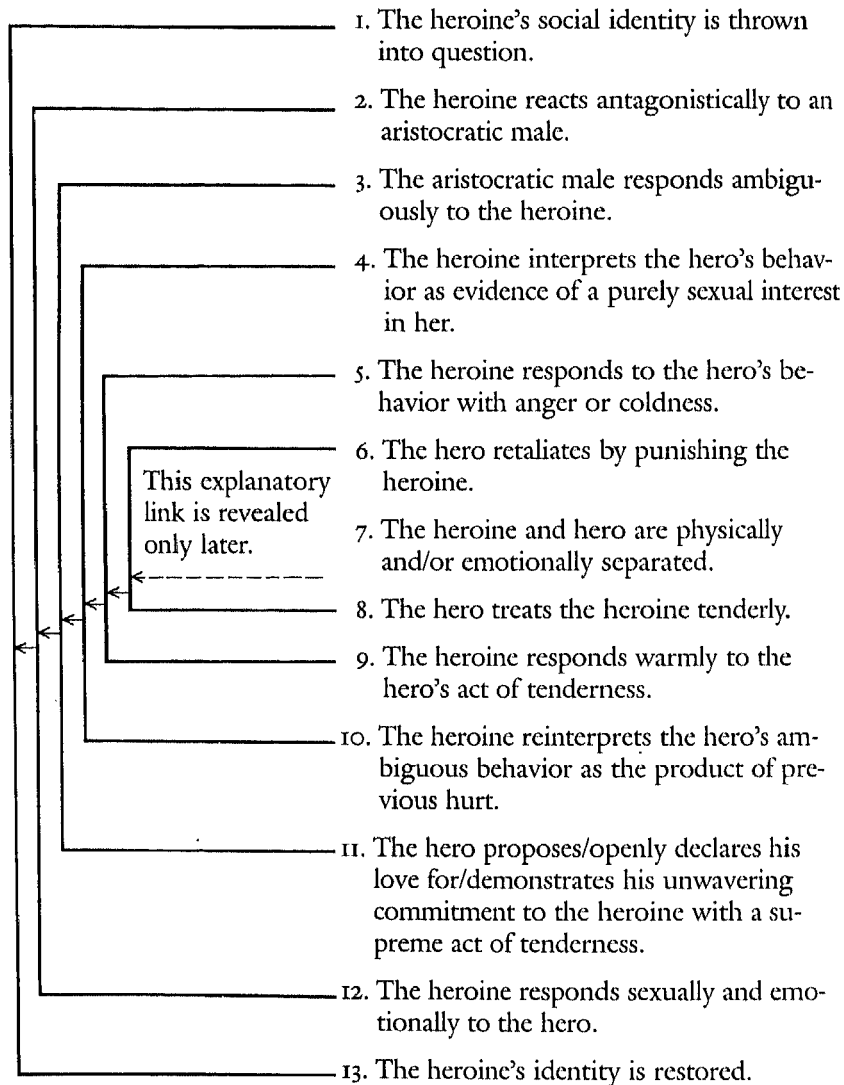 1. The heroine's social identity is thrown
into question.
2. The heroine reacts antagonistically to an
aristocratic male.
3. The aristocratic male responds ambigu-
ously to the heroine.
4. The heroine interprets the hero's behav-
ior as evidence of a purely sexual interest
in her.
5. The heroine responds to the hero's be-
havior with anger or coldness.
6. The hero retaliates by punishing the
heroine.
This explanatory
link is revealed
only later.
7. The heroine and hero are physically
and/or emotionally separated.
8. The hero treats the heroine tenderly.
9. The heroine responds warmly to the
hero's act of tenderness.
10. The heroine reinterprets the hero's am-
biguous behavior as the product of pre-
vious hurt.
11. The hero proposes/openly declares his
love for/demonstrates his unwavering
commitment to the heroine with a su-
preme act of tenderness.
12. The heroine responds sexually and emo-
tionally to the hero.
13. The heroine's identity is restored.